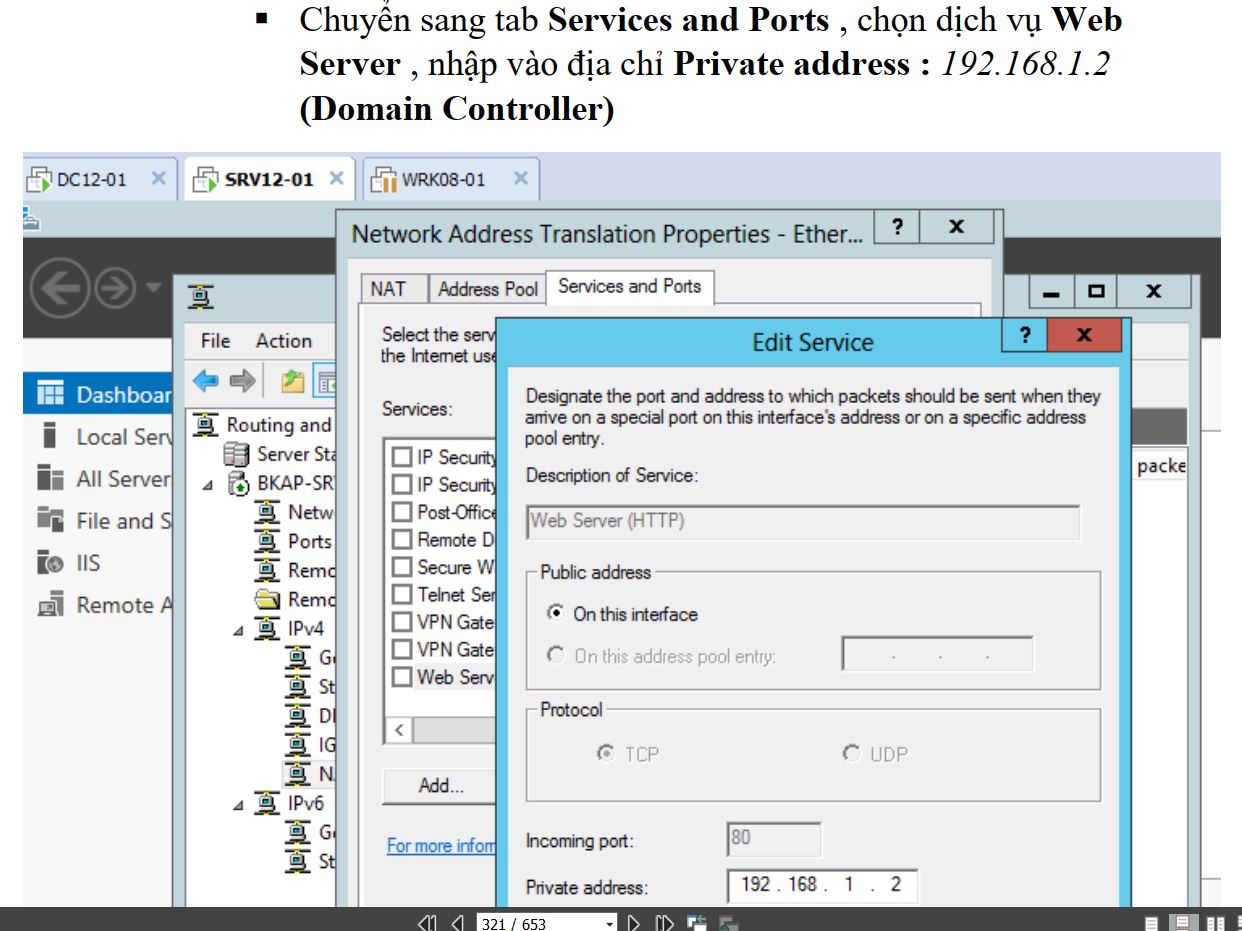 Chuyển sang tab Services and Ports , chọn dịch vụ Web
Server , nhập vào địa chỉ Private address : 192.168.1.2
(Domain Controller)
DC12-01
SRV12-01
WRK08-01
Network Address Translation Properties - Ether...
NAT
Address Pool
Services and Ports
File Action
Select the serv
the Internet use
Edit Service
Designate the port and address to which packets should be sent when they
arrive on a special port on this interface's address or on a specific address
pool entry.
Dashboar
Local Serv
All Server
File and S
IIS
Remote A
Routing and
Server Sta
BKAP-SR
Netw
Ports
Remo
Remo
IPv4
G
St
DI
IG
N
IPv6
G
St
Services:
IP Security
IP Security
Post-Office
Remote D
Secure W
Telnet Ser
VPN Gate
VPN Gate
Web Serv
Add...
For more inform
packe
Description of Service:
Web Server (HTTP)
Public address
On this interface
On this address pool entry:
Protocol
TCP
UDP
Incoming port:
80
Private address:
192 . 168 . 1 . 2
321 / 653